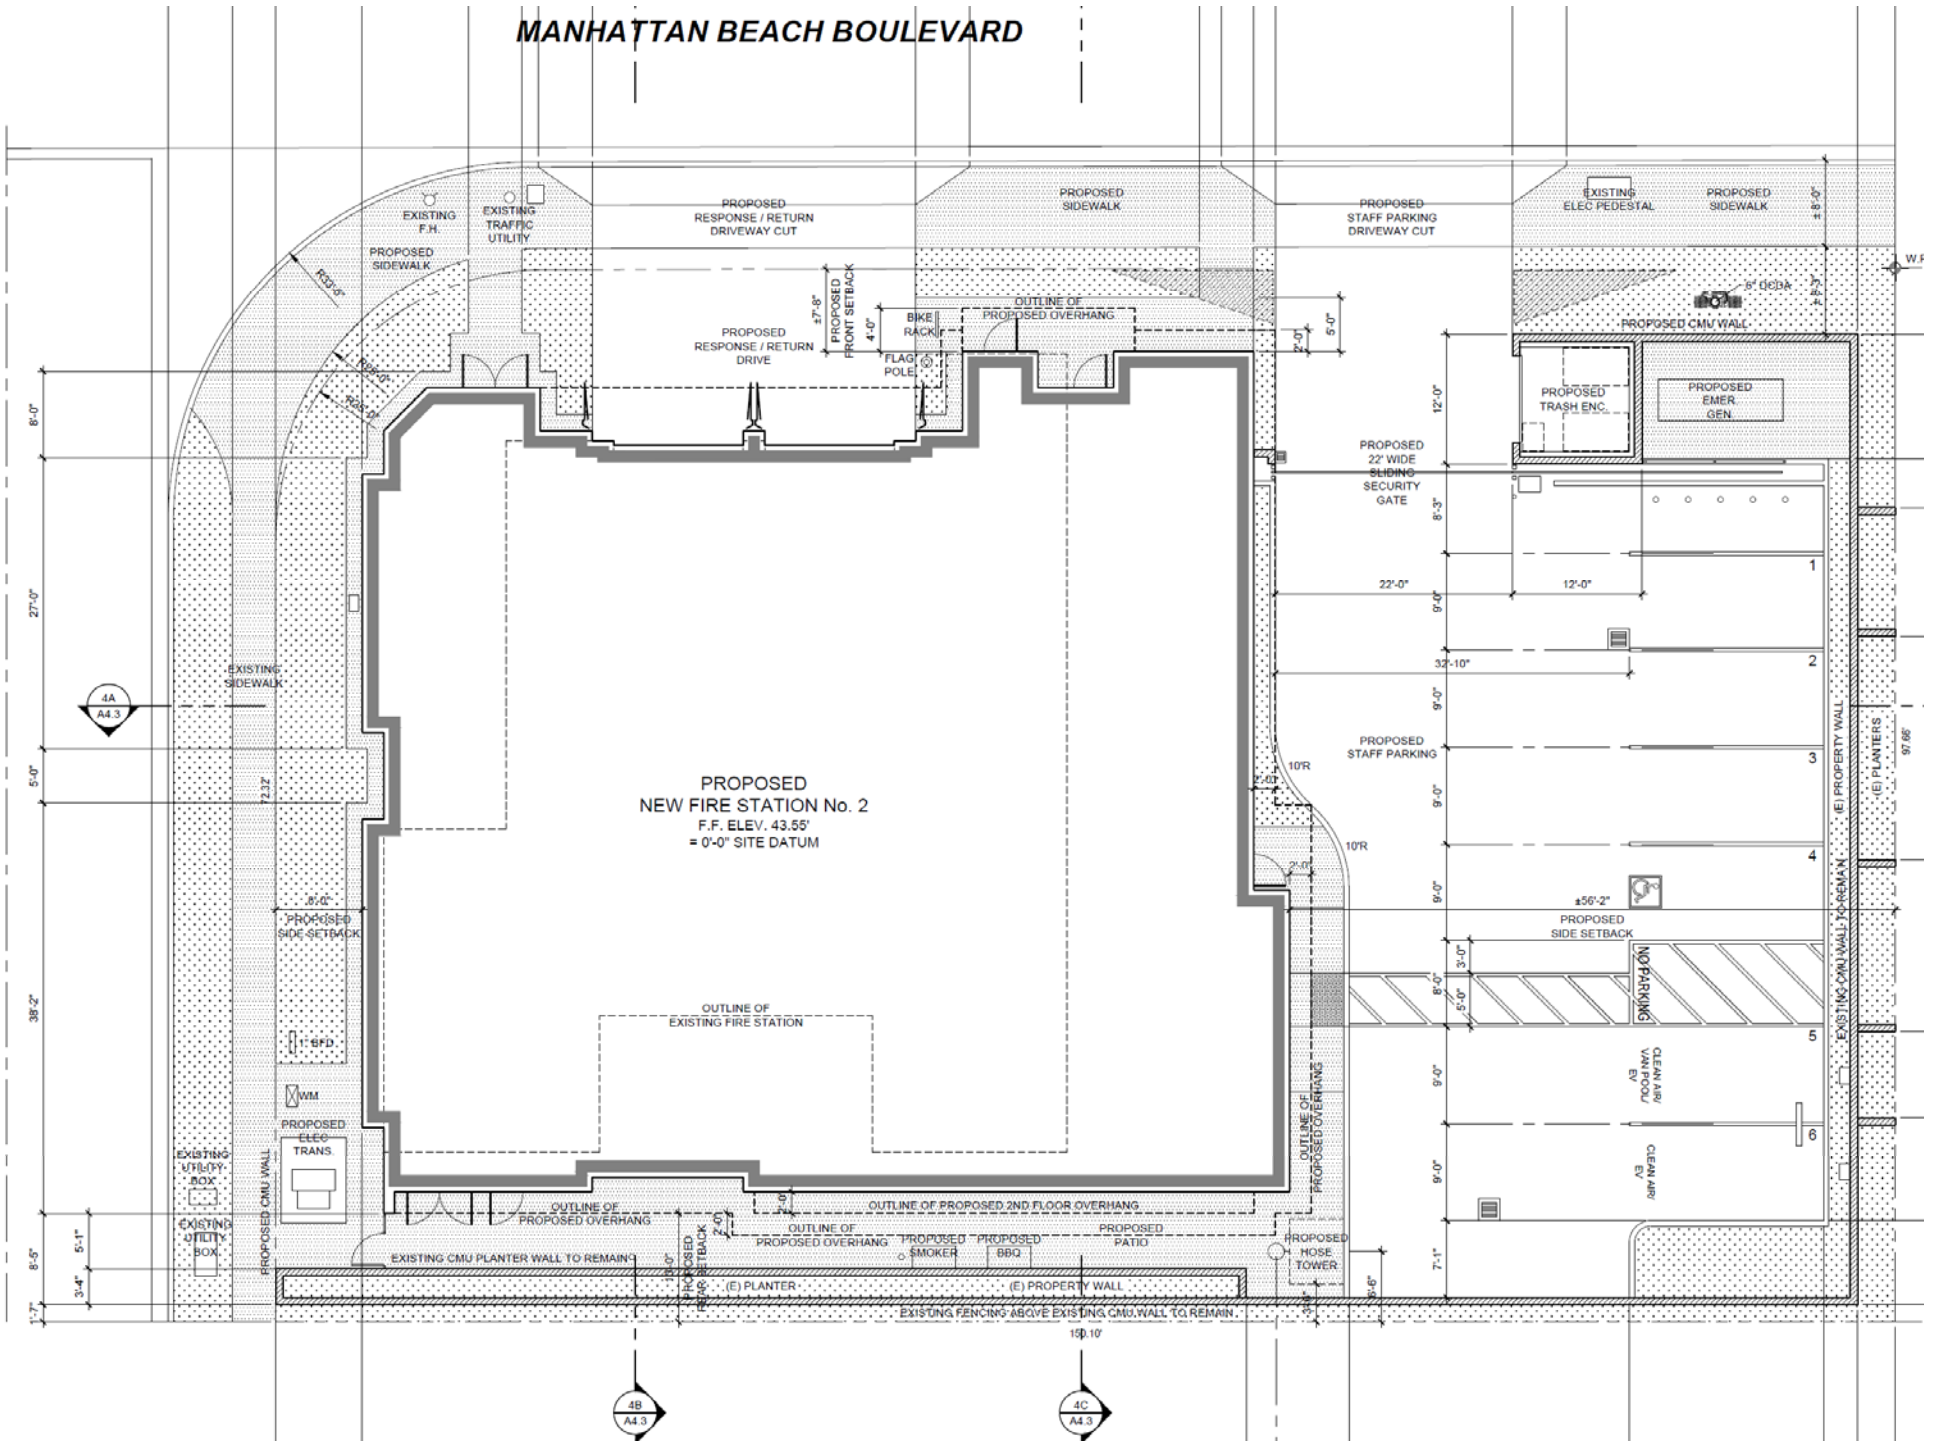 MANHATTAN BEACH BOULEVARD
EXISTING
F.H.
EXISTING
TRAFFIC
UTILITY
PROPOSED
SIDEWALK
PROPOSED
RESPONSE / RETURN
DRIVEWAY CUT
PROPOSED
SIDEWALK
PROPOSED
STAFF PARKING
DRIVEWAY CUT
EXISTING
ELEC PEDESTAL
PROPOSED
SIDEWALK
±8'-0"
R33'-6"
±7'-8"
PROPOSED
FRONT SETBACK
4'-0"
BIKE
RACK
FLAG
POLE
OUTLINE OF
PROPOSED OVERHANG
2'-0"
5'-0"
6" DCDA
PROPOSED CMU WALL
PROPOSED
RESPONSE / RETURN
DRIVE
R25'-0"
8'-0"
27'-0"
5'-0"
38'-2"
8'-5"
5'-1"
3'-4"
1'-7"
12'-0"
PROPOSED
TRASH ENC.
PROPOSED
EMER.
GEN.
PROPOSED
22' WIDE
SLIDING
SECURITY
GATE
8'-3"
22'-0"
12'-0"
9'-0"
32'-10"
9'-0"
9'-0"
9'-0"
1
2
3
4
5
6
EXISTING
SIDEWALK
4A
A4.3
72.32'
PROPOSED
NEW FIRE STATION No. 2
F.F. ELEV. 43.55'
= 0'-0" SITE DATUM
PROPOSED
STAFF PARKING
10'R
2'-0"
10'R
2'-0"
(E) PROPERTY WALL
(E) PLANTERS
97.66'
EXISTING CMU WALL TO REMAIN
±56'-2"
PROPOSED
SIDE SETBACK
PROPOSED
SIDE SETBACK
3'-0"
8'-0"
5'-0"
NO PARKING
OUTLINE OF
EXISTING FIRE STATION
1" BFD
WM
PROPOSED
ELEC
TRANS.
PROPOSED CMU WALL
EXISTING
UTILITY
BOX
EXISTING
UTILITY
BOX
CLEAN AIR/
VAN POOL/
EV
9'-0"
CLEAN AIR/
EV
9'-0"
7'-1"
OUTLINE OF
PROPOSED OVERHANG
OUTLINE OF
PROPOSED OVERHANG
2'-0"
OUTLINE OF PROPOSED 2ND FLOOR OVERHANG
2'-0"
OUTLINE OF
PROPOSED OVERHANG
PROPOSED
PATIO
PROPOSED
SMOKER
PROPOSED
BBQ
PROPOSED
HOSE
TOWER
EXISTING CMU PLANTER WALL TO REMAIN
13'-0"
PROPOSED
REAR SETBACK
(E) PLANTER
(E) PROPERTY WALL
6'-6"
EXISTING FENCING ABOVE EXISTING CMU WALL TO REMAIN
150.10'
4B
A4.3
4C
A4.3